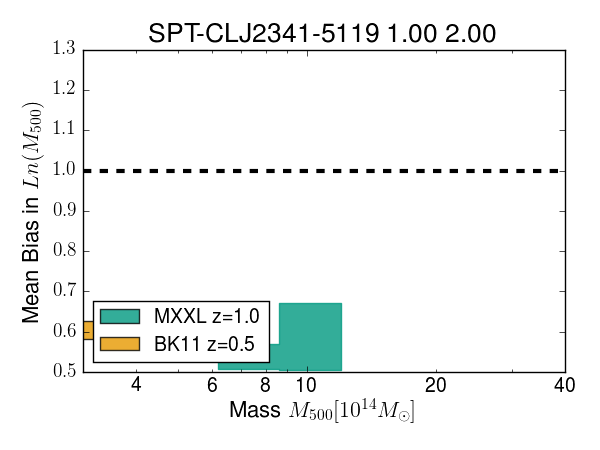 SPT-CLJ2341-5119 1.00 2.00
Mean Bias in Ln(M500)
1.3
1.2
1.1
1.0
0.9
0.8
0.7
0.6
0.5
MXXL z=1.0
BK11 z=0.5
4 6 8 10 20 40
Mass M500[10^14 M⊙]